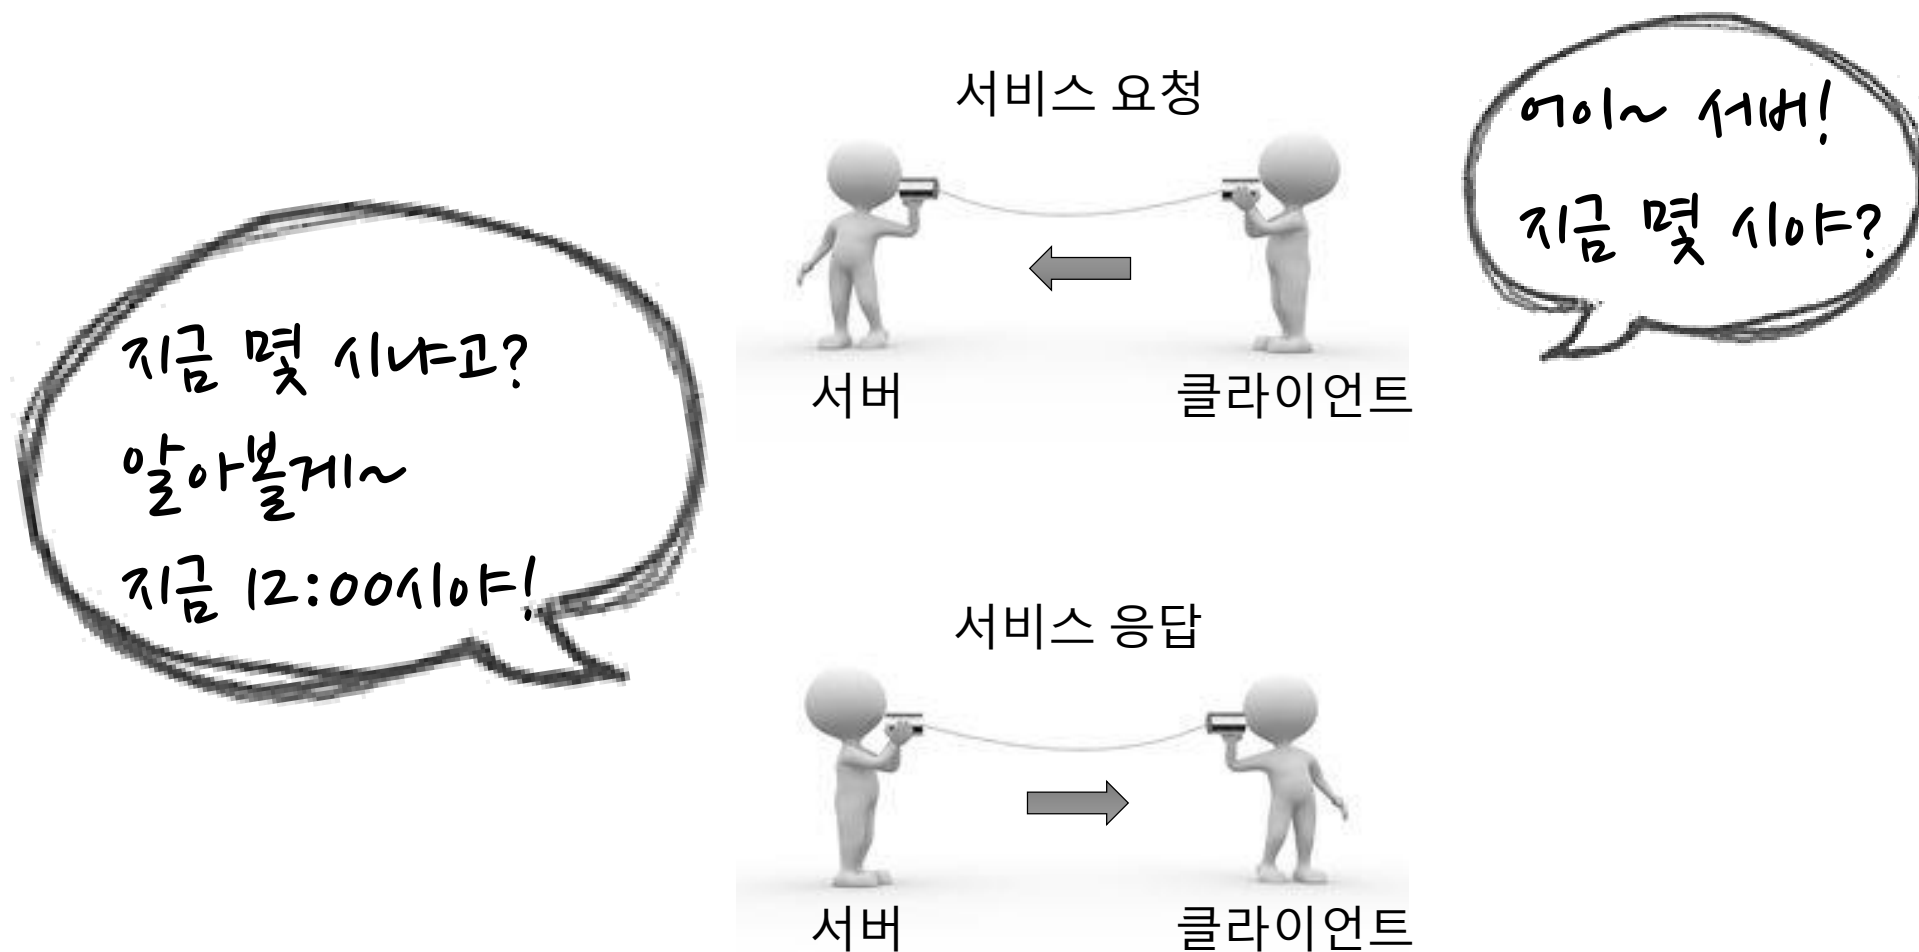 서비스 요청
어이~ 서버!
지금 몇 시야?
서버
클라이언트
지금 몇 시냐고?
알아볼게~
지금 12:00시야!
서비스 응답
서버
클라이언트